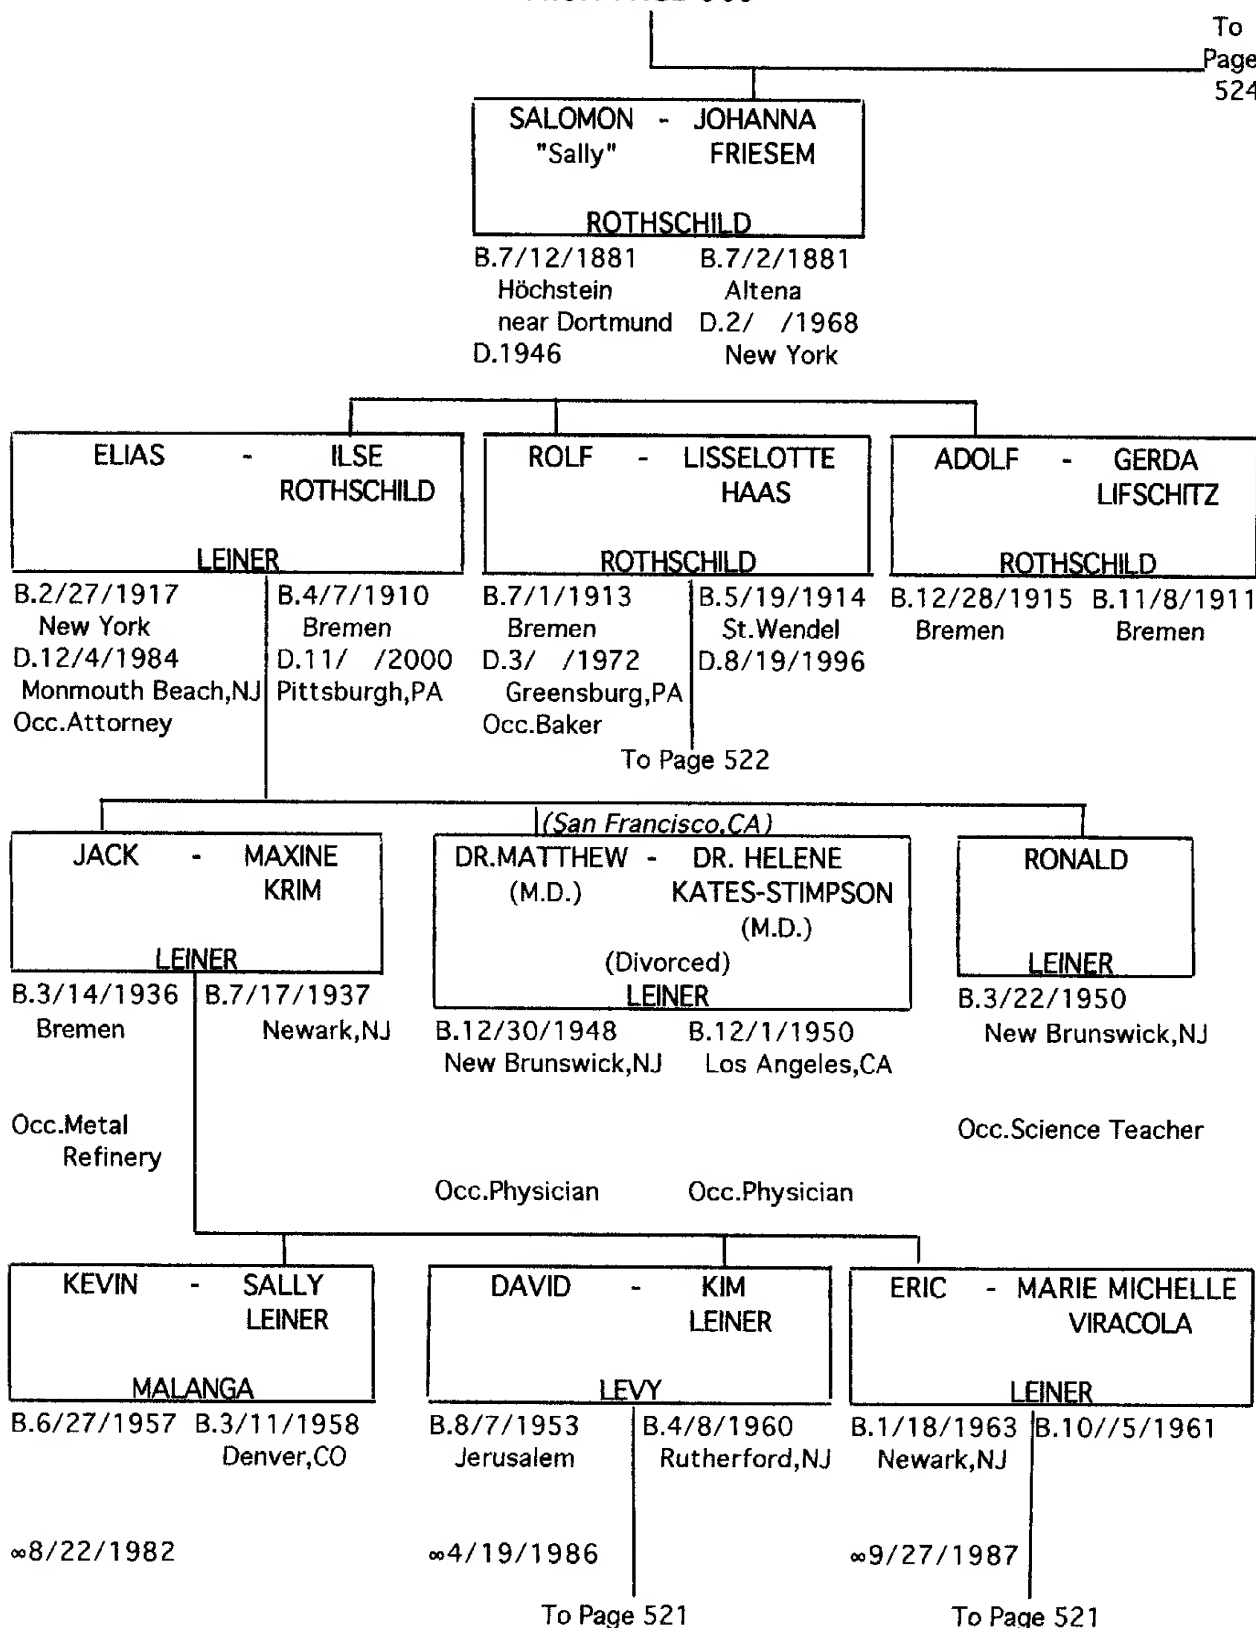 To
Page
524
SALOMON - JOHANNA
"Sally" FRIESEM
ROTHSCHILD
B.7/12/1881 B.7/2/1881
Höchstein Altena
near Dortmund D.2/ /1968
D.1946 New York
ELIAS - ILSE
ROTHSCHILD
LEINER
B.2/27/1917 B.4/7/1910
New York Bremen
D.12/4/1984 D.11/ /2000
Monmouth Beach,NJ Pittsburgh,PA
Occ.Attorney
ROLF - LISSELOTTE
HAAS
ROTHSCHILD
B.7/1/1913 B.5/19/1914
Bremen St.Wendel
D.3/ /1972 D.8/19/1996
Greensburg,PA
Occ.Baker
To Page 522
ADOLF - GERDA
LIFSCHITZ
ROTHSCHILD
B.12/28/1915 B.11/8/1911
Bremen Bremen
JACK - MAXINE
KRIM
LEINER
B.3/14/1936 B.7/17/1937
Bremen Newark,NJ
Occ.Metal
Refinery
(San Francisco,CA)
DR.MATTHEW - DR. HELENE
(M.D.) KATES-STIMPSON
(M.D.)
(Divorced)
LEINER
B.12/30/1948 B.12/1/1950
New Brunswick,NJ Los Angeles,CA
Occ.Physician Occ.Physician
RONALD
LEINER
B.3/22/1950
New Brunswick,NJ
Occ.Science Teacher
KEVIN - SALLY
LEINER
MALANGA
B.6/27/1957 B.3/11/1958
Denver,CO
∞8/22/1982
DAVID - KIM
LEINER
LEVY
B.8/7/1953 B.4/8/1960
Jerusalem Rutherford,NJ
∞4/19/1986
To Page 521
ERIC - MARIE MICHELLE
VIRACOLA
LEINER
B.1/18/1963 B.10//5/1961
Newark,NJ
∞9/27/1987
To Page 521